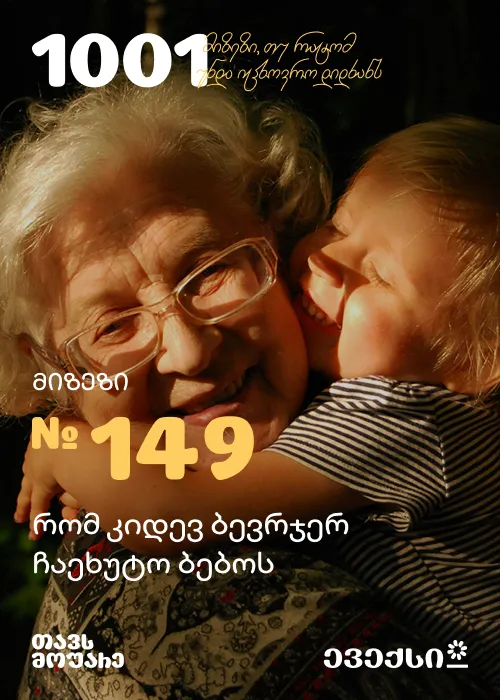 1001 მიზეზი, თუ რატომ
უნდა იცხოვრო დიდხანს
მიზეზი
№ 149
რომ კიდევ ბევრჯერ
ჩაეხუტო ბებოს
თავს
მოუარე
ევექსი